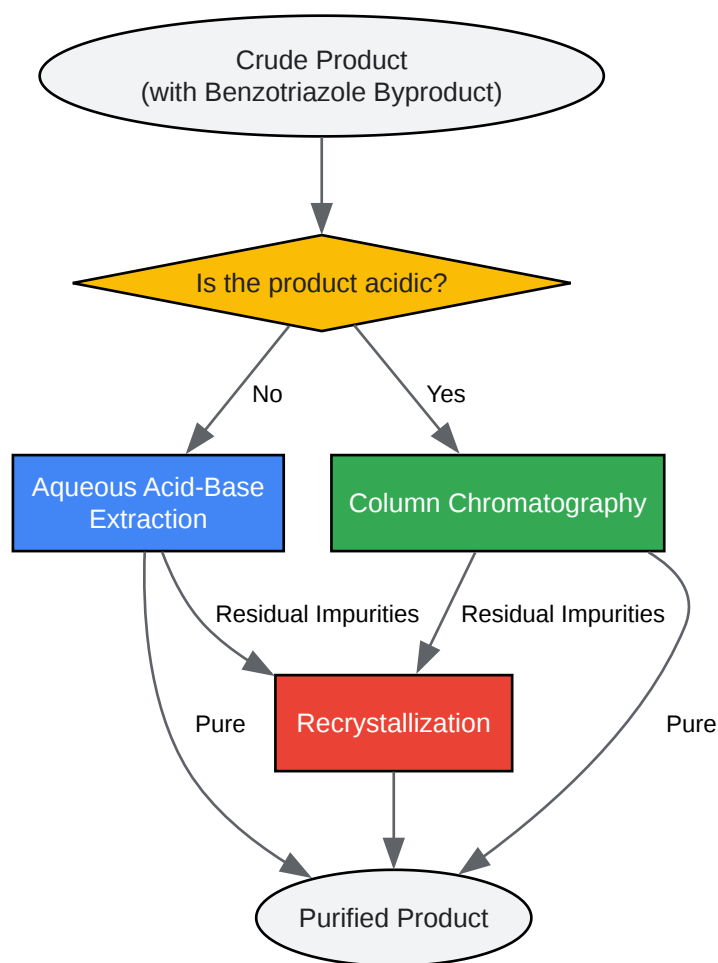 Crude Product
(with Benzotriazole Byproduct)
Is the product acidic?
No
Yes
Aqueous Acid-Base
Extraction
Column Chromatography
Residual Impurities
Residual Impurities
Pure
Recrystallization
Pure
Purified Product